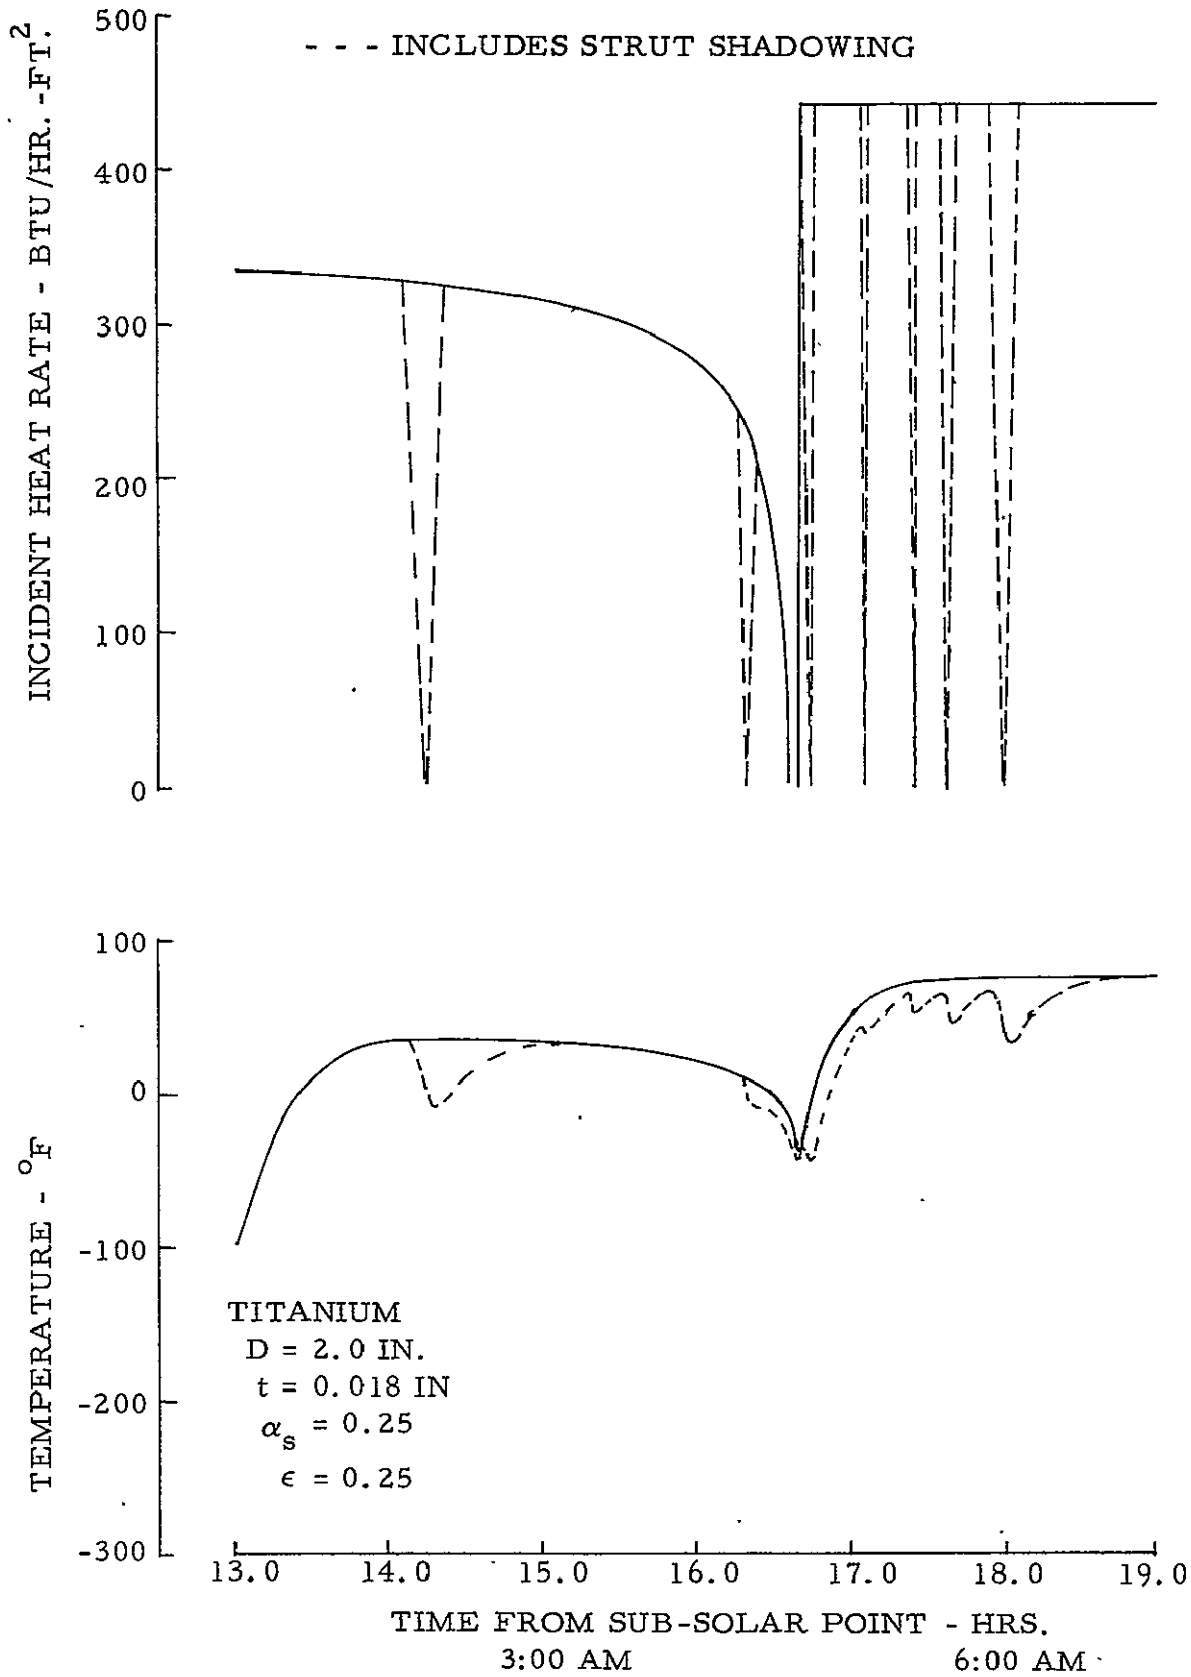 INCIDENT HEAT RATE - BTU/HR.-FT.²
500
400
300
200
100
0
- - - INCLUDES STRUT SHADOWING
TEMPERATURE - °F
100
0
-100
-200
-300
TITANIUM
D = 2.0 IN.
t = 0.018 IN
αs = 0.25
ϵ = 0.25
13.0 14.0 15.0 16.0 17.0 18.0 19.0
TIME FROM SUB-SOLAR POINT - HRS.
3:00 AM 6:00 AM